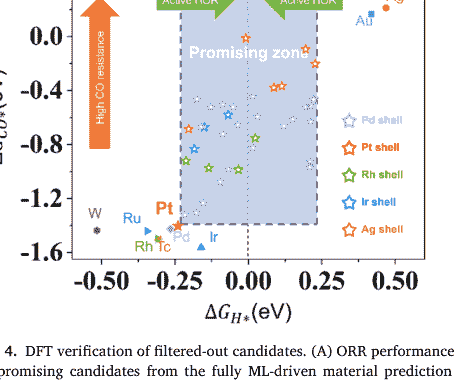 Active HOR
Active HOR
Ag
Au
0.0
Promising zone
High CO resistance
-0.4
Pd shell
-0.8
Pt shell
Rh shell
-1.2
Ir shell
W
Ru
Pt
Ag shell
Rh Tc
Pd
Ir
-1.6
-0.50 -0.25 0.00 0.25 0.50
ΔG_H* (eV)
4. DFT verification of filtered-out candidates. (A) ORR performance
promising candidates from the fully ML-driven material prediction